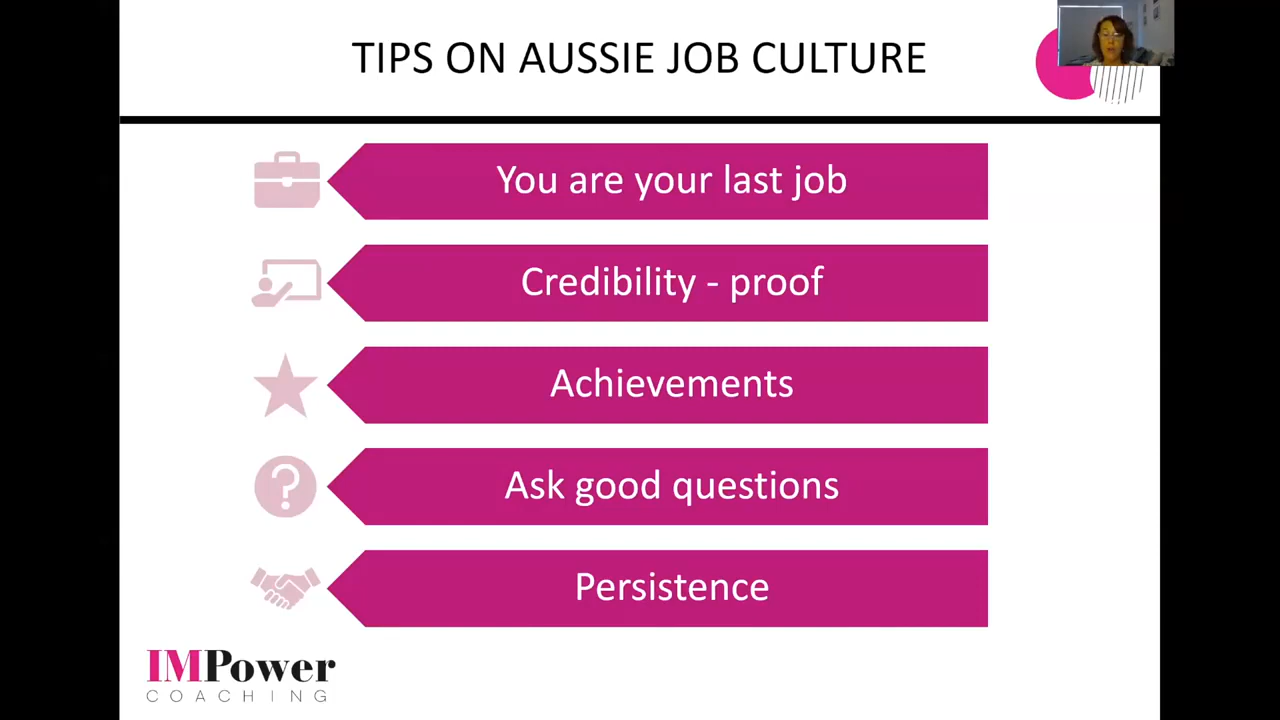 TIPS ON AUSSIE JOB CULTURE
You are your last job
Credibility - proof
Achievements
Ask good questions
Persistence
IMPower
COACHING